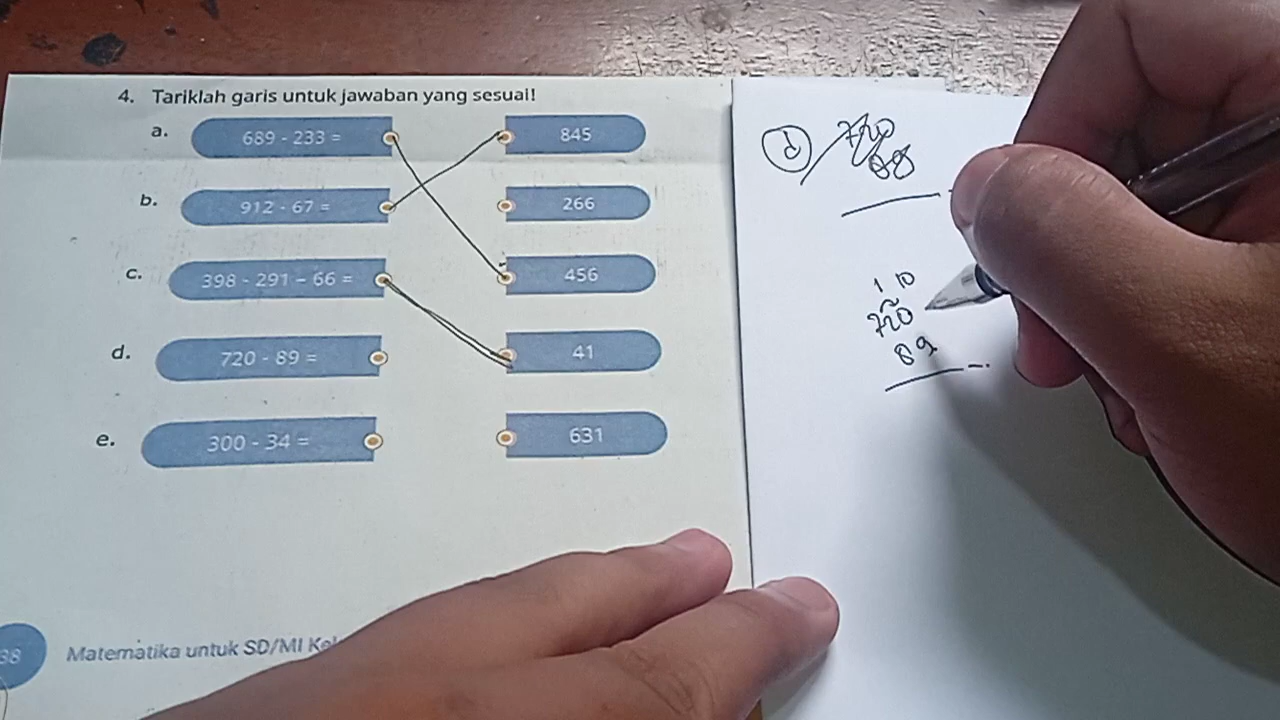 4. Tariklah garis untuk jawaban yang sesuai!
a. 689 - 233 = 845
b. 912 - 67 = 266
c. 398 - 291 - 66 = 456
d. 720 - 89 = 41
e. 300 - 34 = 631
38 Matematika untuk SD/MI
d
1 10
720
89